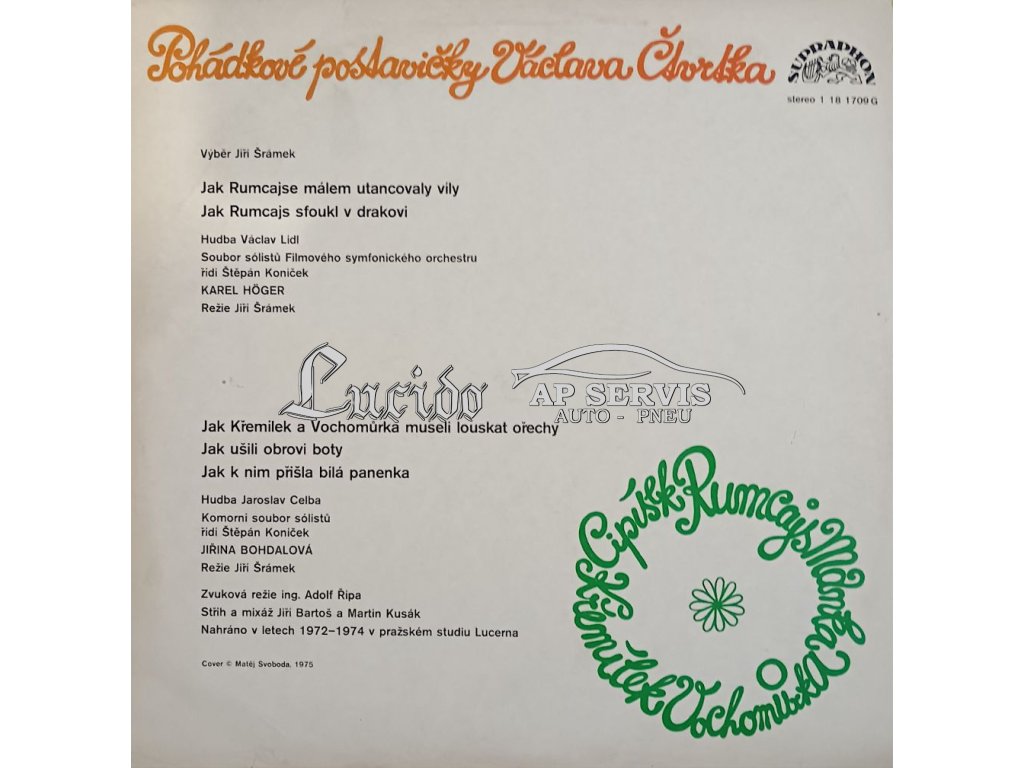 Pohádkové postavičky Václava Čtvrtka
SUPRAPHON
stereo 1 18 1709 G
Výběr Jiří Šrámek
Jak Rumcajse málem utancovaly víly
Jak Rumcajs sfoukl v drakovi
Hudba Václav Lidl
Soubor sólistů Filmového symfonického orchestru
řídí Štěpán Koníček
KAREL HÖGER
Režie Jiří Šrámek
Lucido
AP SERVIS
AUTO - PNEU
Jak Křemílek a Vochomůrka museli louskat ořechy
Jak ušili obrovi boty
Jak k nim přišla bílá panenka
Hudba Jaroslav Celba
Komorní soubor sólistů
řídí Štěpán Koníček
JIŘINA BOHDALOVÁ
Režie Jiří Šrámek
Zvuková režie ing. Adolf Řípa
Střih a mixáž Jiří Bartoš a Martin Kusák
Nahráno v letech 1972–1974 v pražském studiu Lucerna
Cover © Matěj Svoboda, 1975
Cipísek Rumcajs Manka Vochomůrka Křemílek